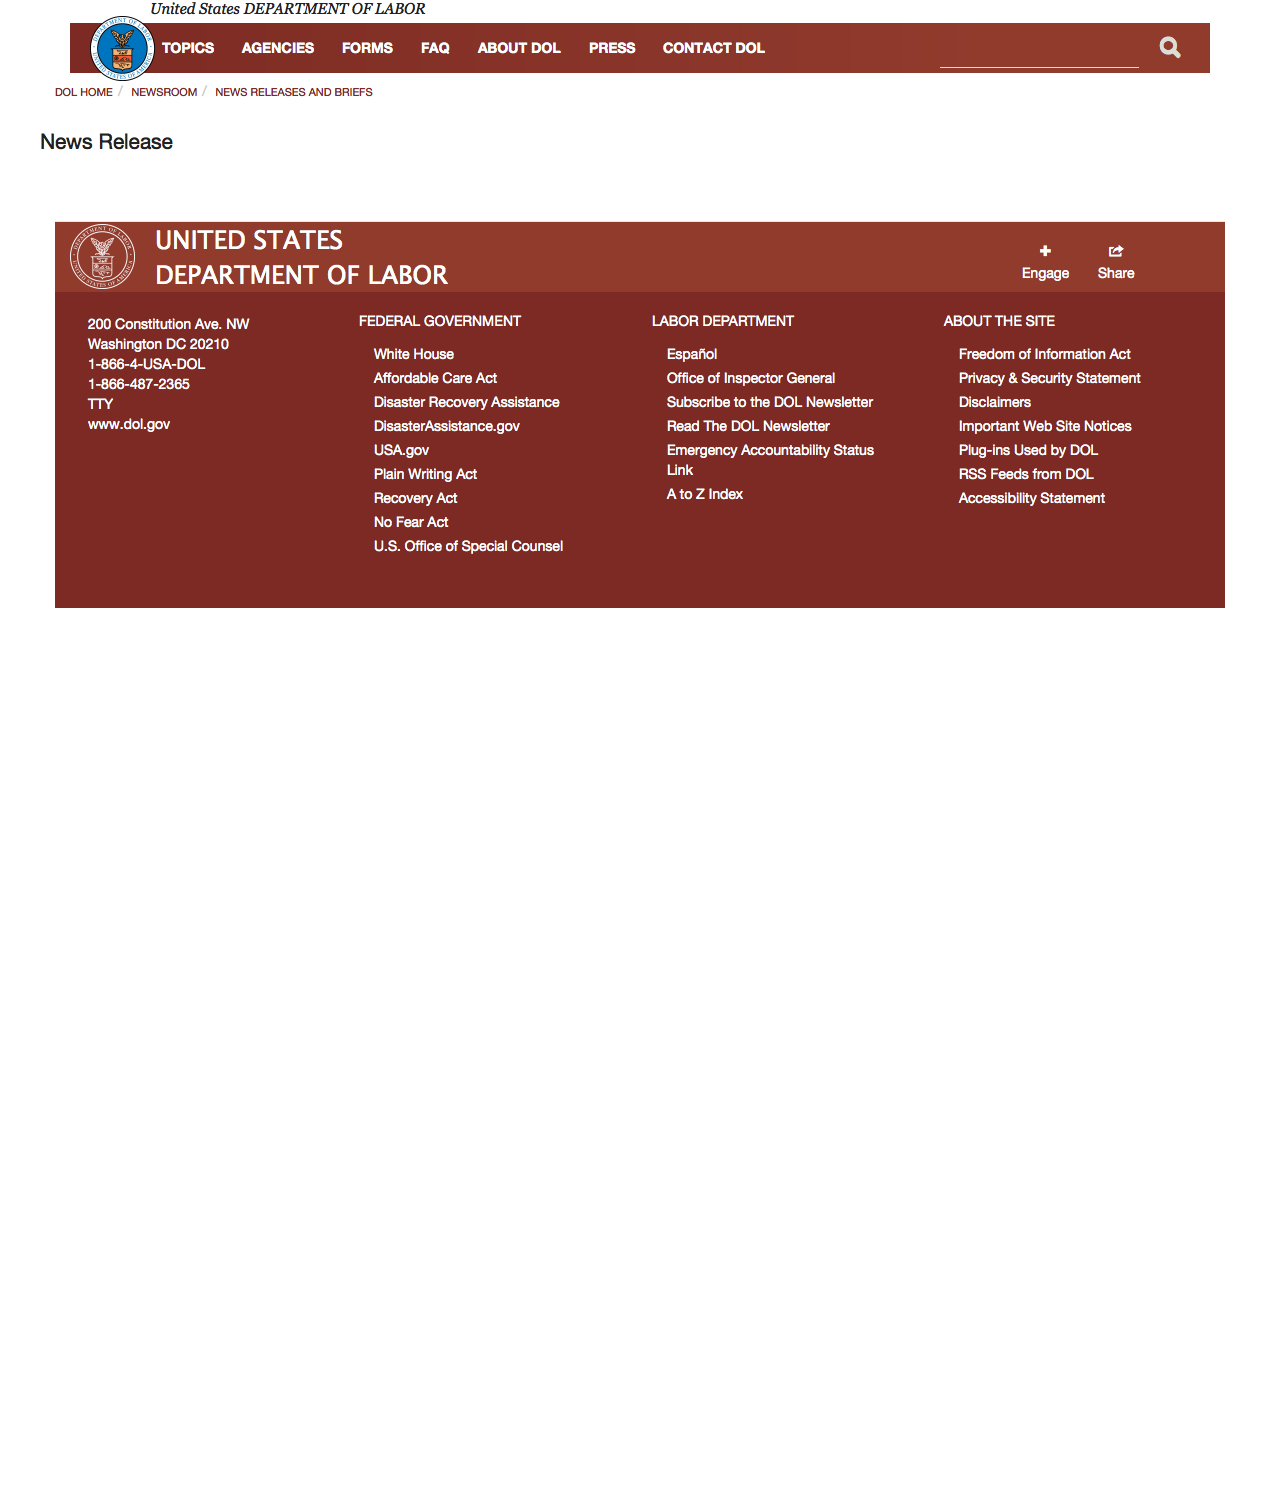 United States DEPARTMENT OF LABOR
TOPICS AGENCIES FORMS FAQ ABOUT DOL PRESS CONTACT DOL
DOL HOME / NEWSROOM / NEWS RELEASES AND BRIEFS
News Release
UNITED STATES
DEPARTMENT OF LABOR
Engage Share
200 Constitution Ave. NW
Washington DC 20210
1-866-4-USA-DOL
1-866-487-2365
TTY
www.dol.gov
FEDERAL GOVERNMENT
White House
Affordable Care Act
Disaster Recovery Assistance
DisasterAssistance.gov
USA.gov
Plain Writing Act
Recovery Act
No Fear Act
U.S. Office of Special Counsel
LABOR DEPARTMENT
Español
Office of Inspector General
Subscribe to the DOL Newsletter
Read The DOL Newsletter
Emergency Accountability Status
Link
A to Z Index
ABOUT THE SITE
Freedom of Information Act
Privacy & Security Statement
Disclaimers
Important Web Site Notices
Plug-ins Used by DOL
RSS Feeds from DOL
Accessibility Statement